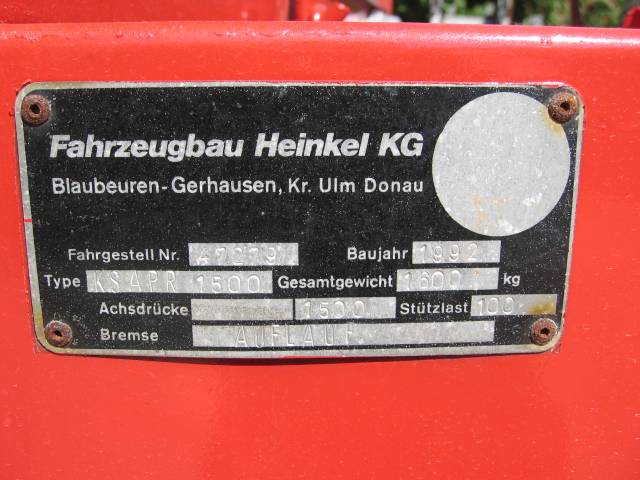 Fahrzeugbau Heinkel KG
Blaubeuren-Gerhausen, Kr. Ulm Donau
Fahrgestell Nr. 47279 Baujahr 1992
Type KSAPR 1500 Gesamtgewicht 1600 kg
Achsdrücke 1500 Stützlast 100
Bremse AUFLAUF